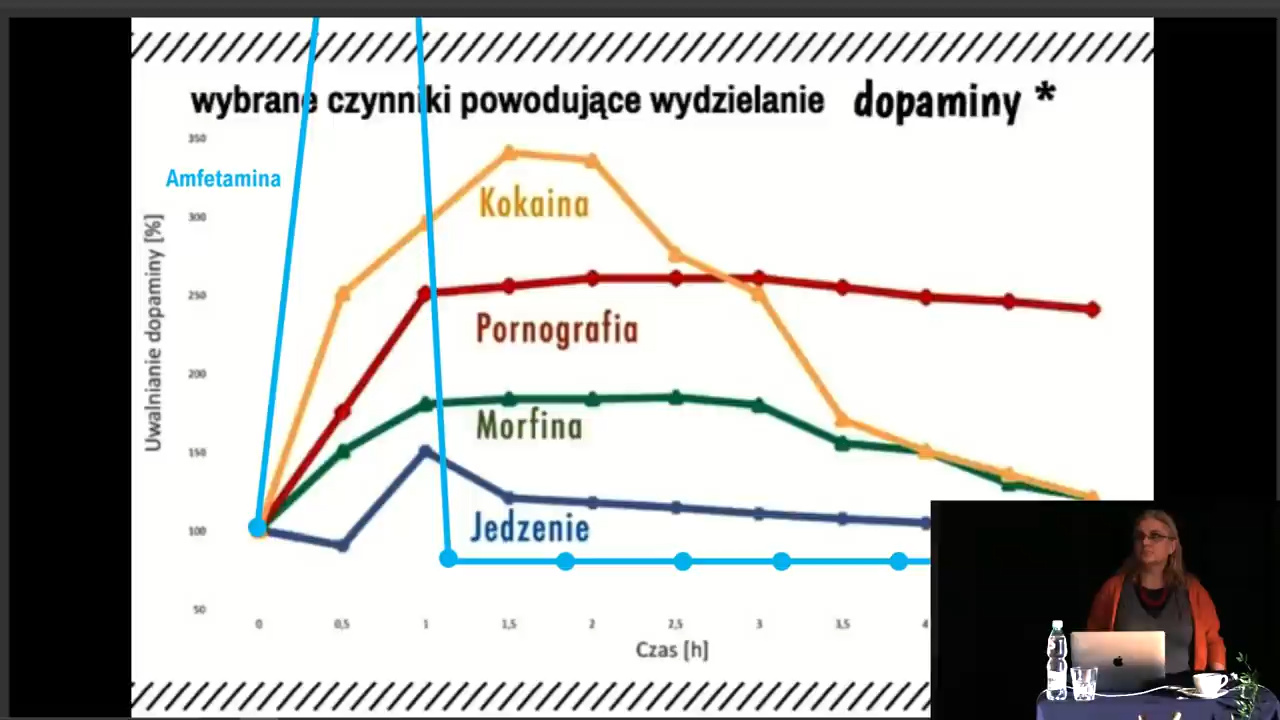 wybrane czynniki powodujące wydzielanie dopaminy *
350
Amfetamina
Kokaina
300
Uwalnianie dopaminy [%]
250
Pornografia
200
Morfina
150
Jedzenie
100
50
0 0,5 1 1,5 2 2,5 3 3,5 4
Czas [h]